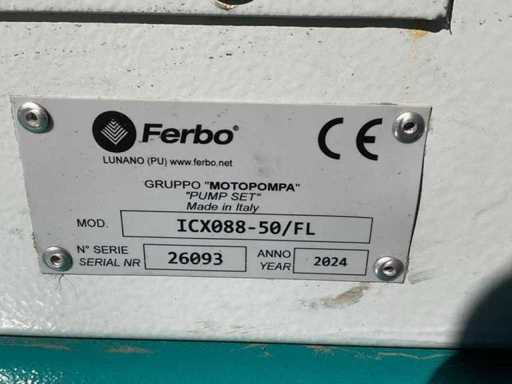 Ferbo®
CE
LUNANO (PU) www.ferbo.net
GRUPPO "MOTOPOMPA"
"PUMP SET"
Made in Italy
MOD. ICX088-50/FL
N° SERIE ANNO
SERIAL NR 26093 YEAR 2024